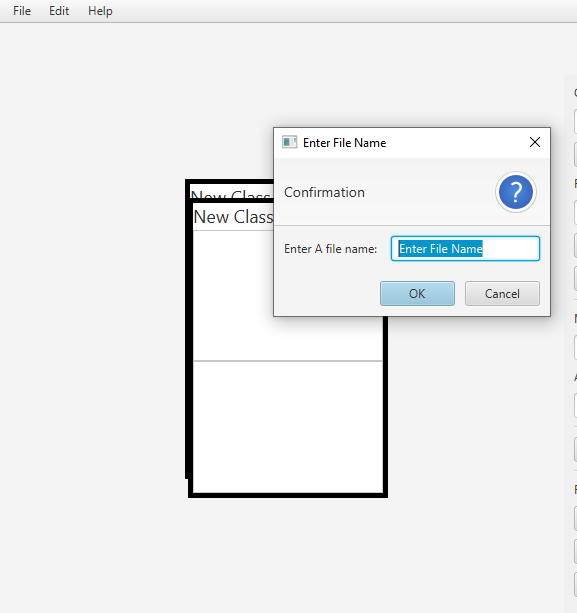 File Edit Help
Enter File Name
Confirmation
?
Enter A file name: Enter File Name
OK Cancel
New Class
New Class